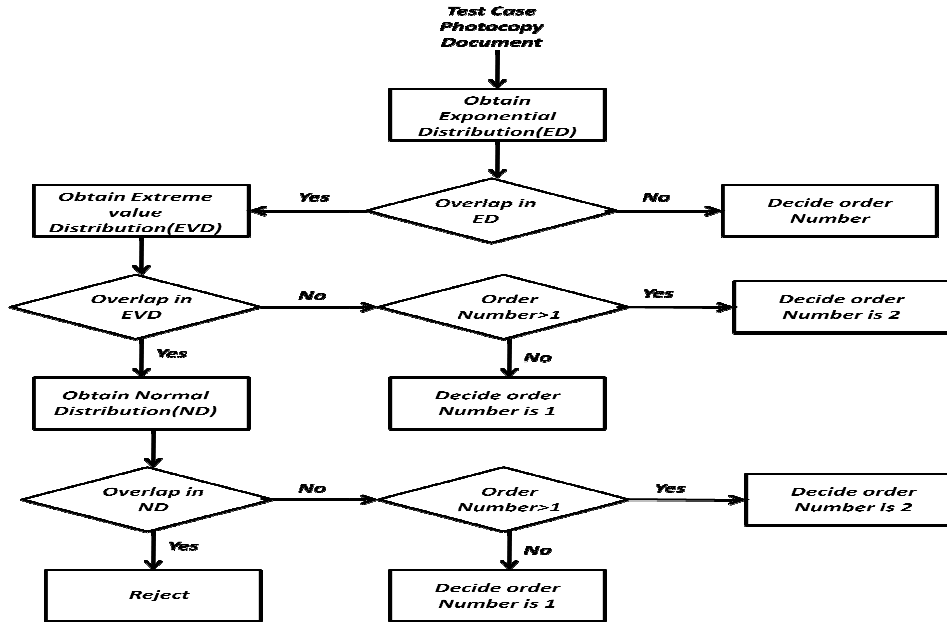 Test Case
Photocopy
Document
Obtain
Exponential
Distribution(ED)
Overlap in
ED
Yes
No
Obtain Extreme
value
Distribution(EVD)
Decide order
Number
Overlap in
EVD
No
Order
Number>1
Yes
Decide order
Number is 2
Yes
No
Obtain Normal
Distribution(ND)
Decide order
Number is 1
Overlap in
ND
No
Order
Number>1
Yes
Decide order
Number is 2
Yes
No
Reject
Decide order
Number is 1